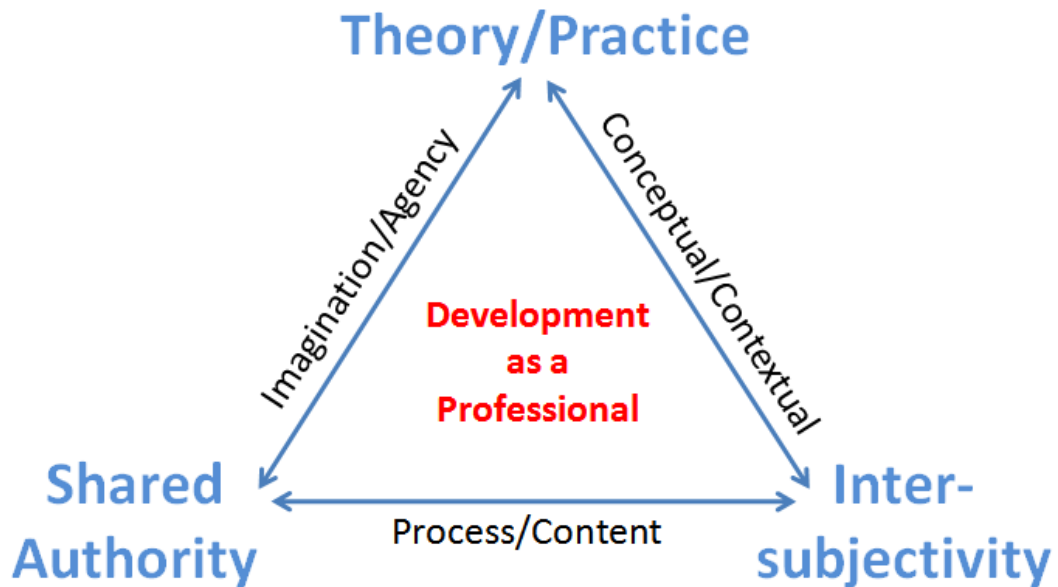 Theory/Practice
Imagination/Agency
Conceptual/Contextual
Development
as a
Professional
Shared
Authority
Process/Content
Inter-
subjectivity